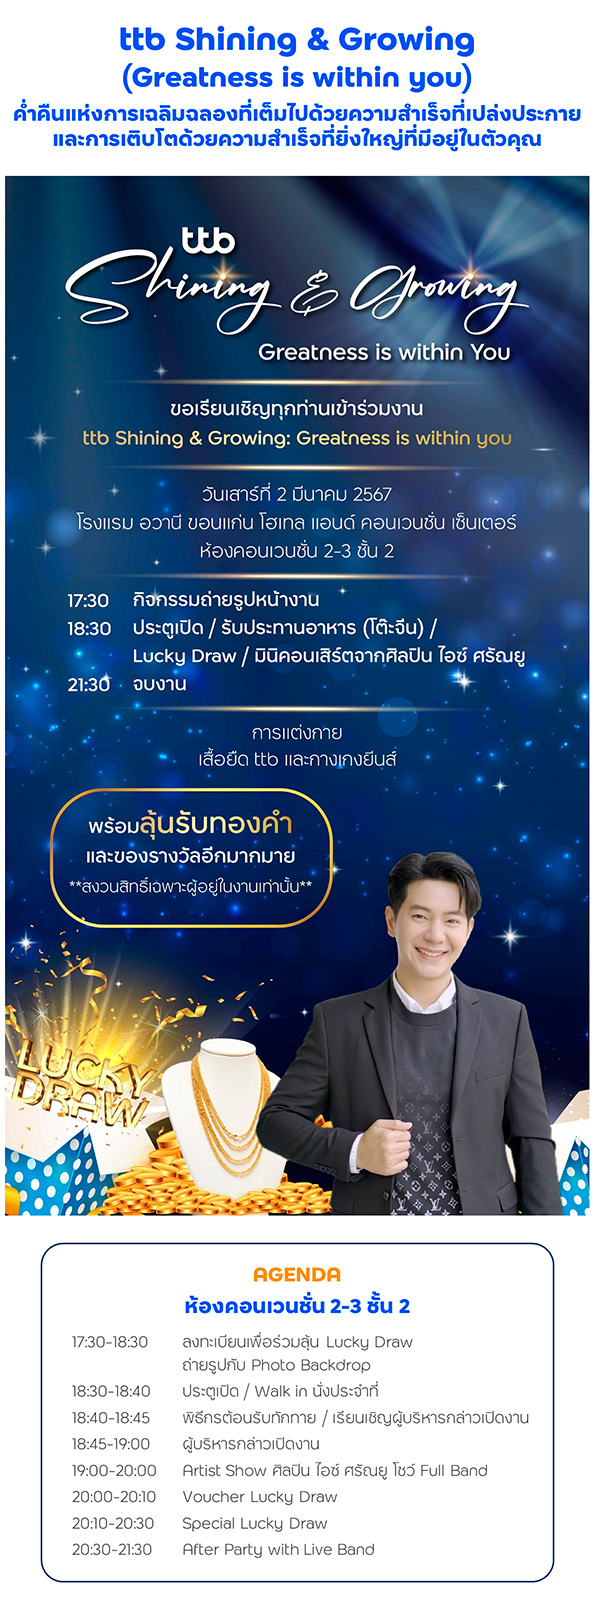 ttb Shining & Growing
(Greatness is within you)
ค่ำคืนแห่งการเฉลิมฉลองที่เต็มไปด้วยความสำเร็จที่เปล่งประกาย
และการเติบโตด้วยความสำเร็จที่ยิ่งใหญ่ที่มีอยู่ในตัวคุณ
ttb
Shining & Growing
Greatness is within You
ขอเรียนเชิญทุกท่านเข้าร่วมงาน
ttb Shining & Growing: Greatness is within you
วันเสาร์ที่ 2 มีนาคม 2567
โรงแรม อวานี ขอนแก่น โฮเทล แอนด์ คอนเวนชั่น เซ็นเตอร์
ห้องคอนเวนชั่น 2-3 ชั้น 2
17:30 กิจกรรมถ่ายรูปหน้างาน
18:30 ประตูเปิด / รับประทานอาหาร (โต๊ะจีน) /
Lucky Draw / มินิคอนเสิร์ตจากศิลปิน ไอซ์ ศรัณยู
21:30 จบงาน
การแต่งกาย
เสื้อยืด ttb และกางเกงยีนส์
พร้อมลุ้นรับทองคำ
และของรางวัลอีกมากมาย
**สงวนสิทธิ์เฉพาะผู้อยู่ในงานเท่านั้น**
LUCKY
DRAW
AGENDA
ห้องคอนเวนชั่น 2-3 ชั้น 2
17:30-18:30 ลงทะเบียนเพื่อร่วมลุ้น Lucky Draw
ถ่ายรูปกับ Photo Backdrop
18:30-18:40 ประตูเปิด / Walk in นั่งประจำที่
18:40-18:45 พิธีกรต้อนรับทักทาย / เรียนเชิญผู้บริหารกล่าวเปิดงาน
18:45-19:00 ผู้บริหารกล่าวเปิดงาน
19:00-20:00 Artist Show ศิลปิน ไอซ์ ศรัณยู โชว์ Full Band
20:00-20:10 Voucher Lucky Draw
20:10-20:30 Special Lucky Draw
20:30-21:30 After Party with Live Band